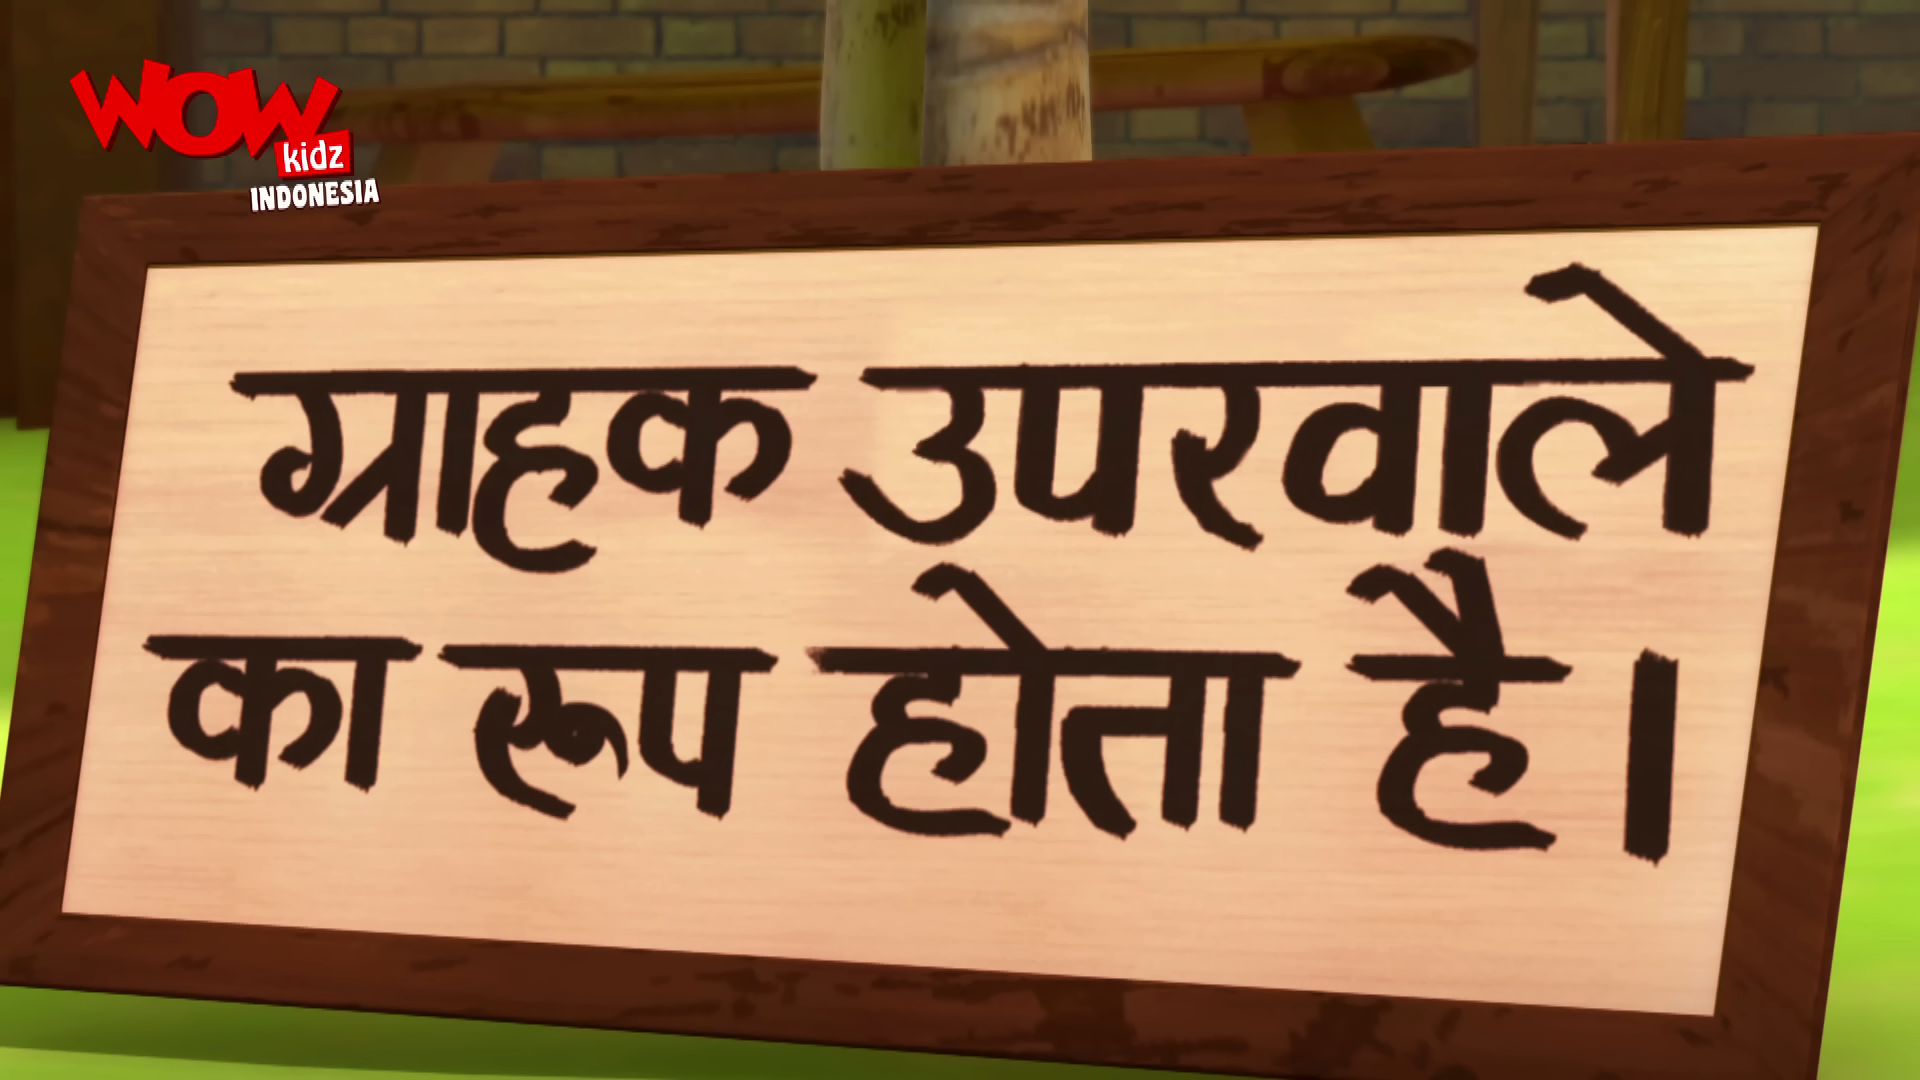 WOW
kidz
INDONESIA
ग्राहक उपरवाले
का रूप होता है।